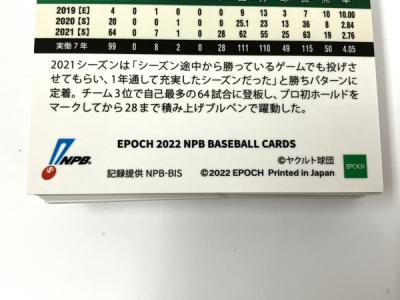 2019 [E] 4 0 1 0 0 0 9 13 3 7 10 10.00
2020 [S] 20 0 0 1 0 0 25.1 23 13 36 8 2.84
2021 [S] 64 0 7 1 0 28 62 55 25 63 19 2.76
実働7年 99 0 8 2 0 28 111 110 49 115 50 4.05
2021シーズンは「シーズン途中から勝っているゲームでも投げさ
せてもらい、1年通して充実したシーズンだった」と勝ちパターンに
定着。チーム3位で自己最多の64試合に登板し、プロ初ホールドを
マークしてから28まで積み上げブルペンで躍動した。
EPOCH 2022 NPB BASEBALL CARDS
NPB.
©ヤクルト球団
EPOCH
記録提供 NPB-BIS
©2022 EPOCH Printed in Japan